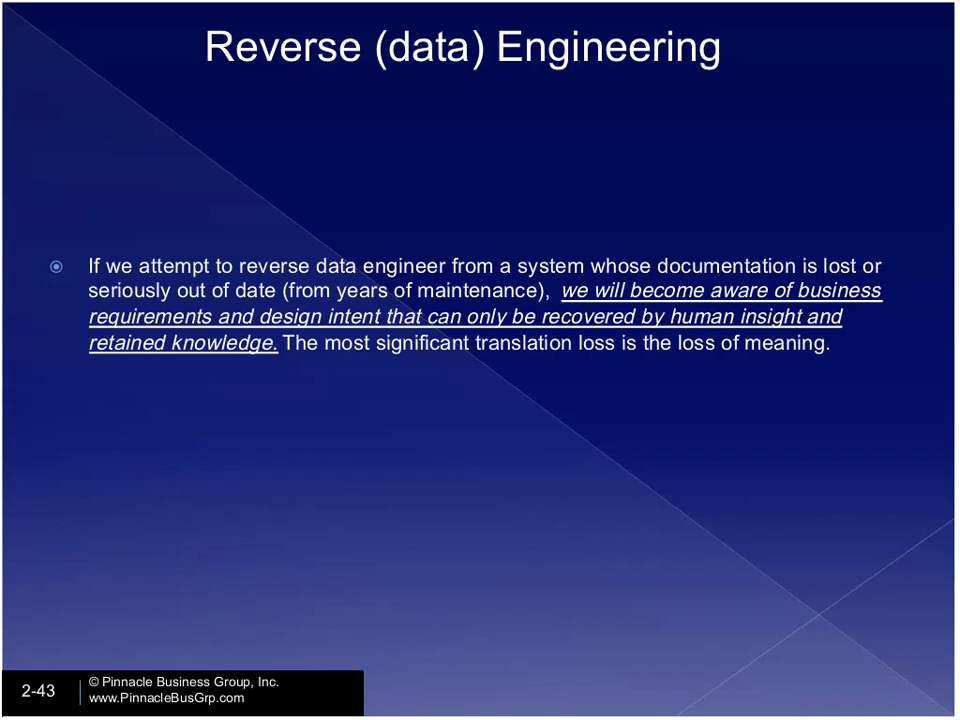 Reverse (data) Engineering
If we attempt to reverse data engineer from a system whose documentation is lost or
seriously out of date (from years of maintenance), we will become aware of business
requirements and design intent that can only be recovered by human insight and
retained knowledge. The most significant translation loss is the loss of meaning.
2-43
© Pinnacle Business Group, Inc.
www.PinnacleBusGrp.com